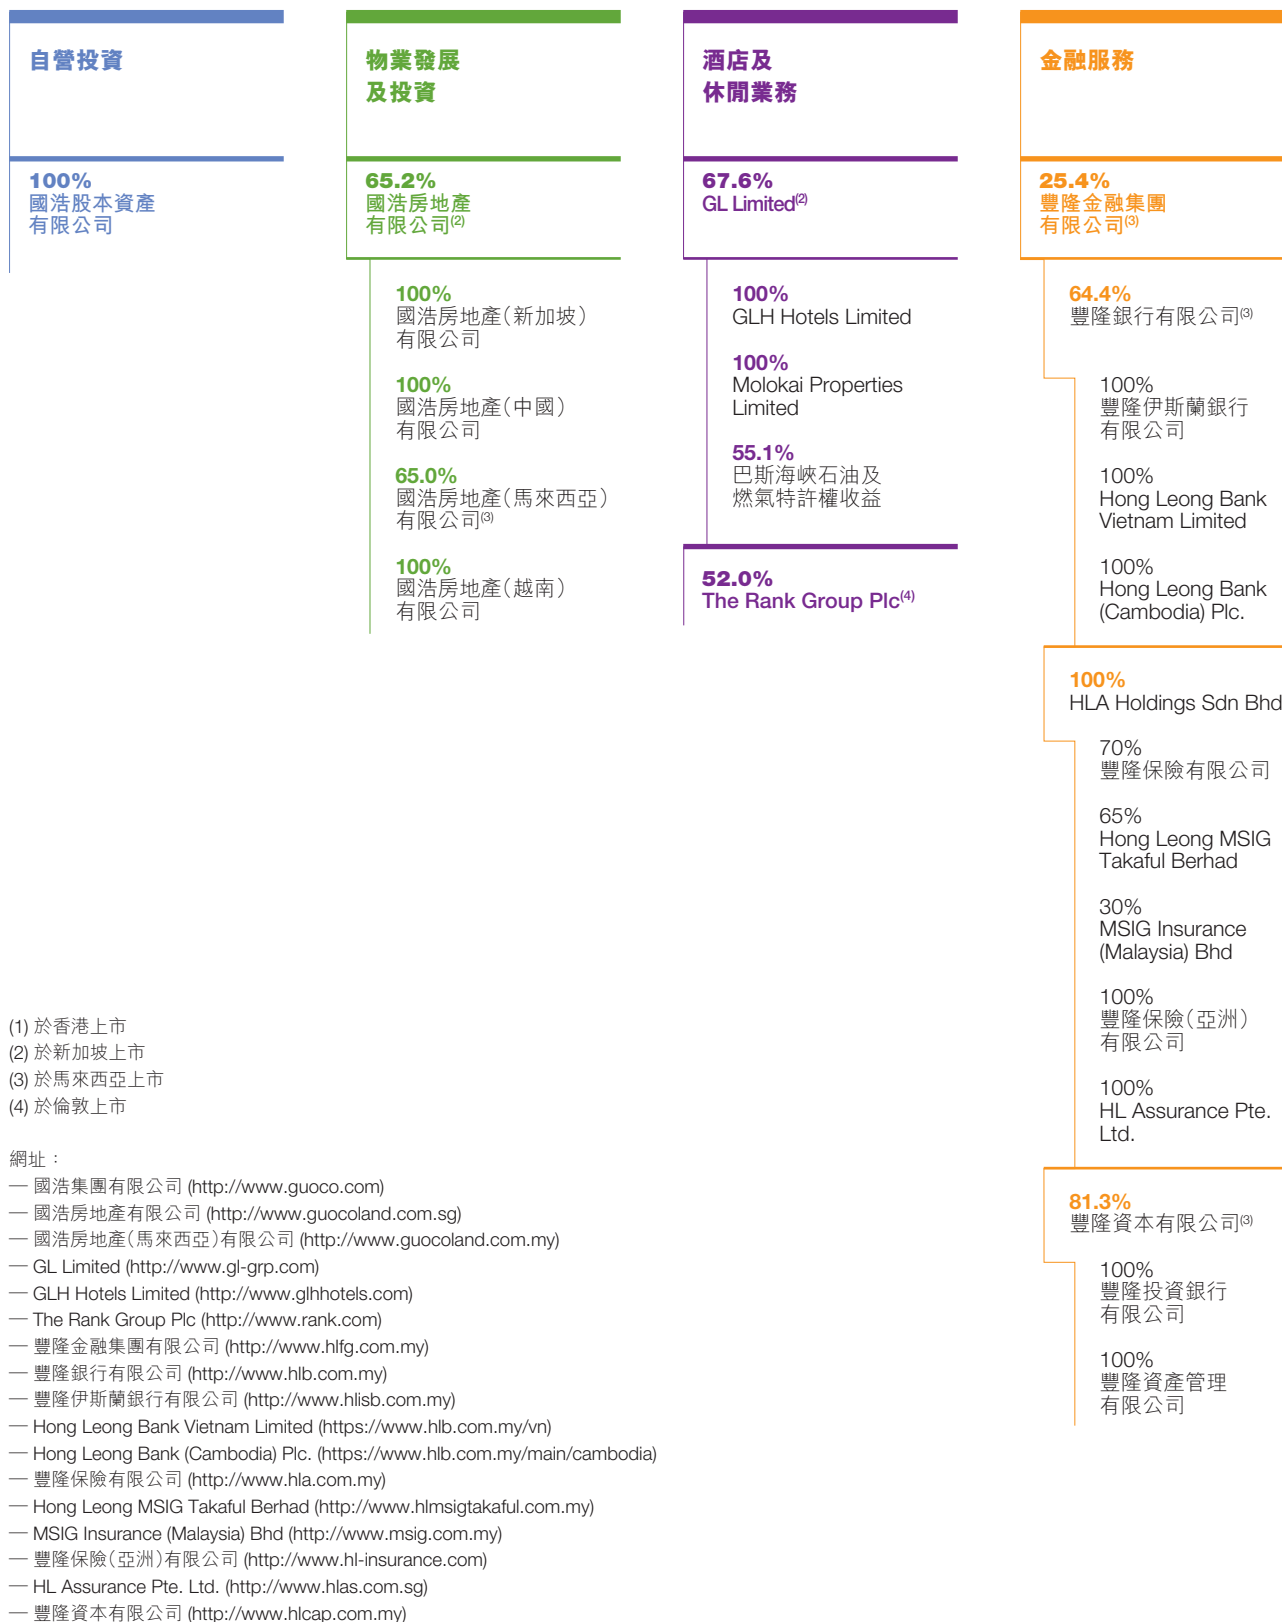 自營投資
100%
國浩股本資產
有限公司
物業發展
及投資
65.2%
國浩房地產
有限公司(2)
100%
國浩房地產(新加坡)
有限公司
100%
國浩房地產(中國)
有限公司
65.0%
國浩房地產(馬來西亞)
有限公司(3)
100%
國浩房地產(越南)
有限公司
酒店及
休閒業務
67.6%
GL Limited(2)
100%
GLH Hotels Limited
100%
Molokai Properties
Limited
55.1%
巴斯海峽石油及
燃氣特許權收益
52.0%
The Rank Group Plc(4)
金融服務
25.4%
豐隆金融集團
有限公司(3)
64.4%
豐隆銀行有限公司(3)
100%
豐隆伊斯蘭銀行
有限公司
100%
Hong Leong Bank
Vietnam Limited
100%
Hong Leong Bank
(Cambodia) Plc.
100%
HLA Holdings Sdn Bhd
70%
豐隆保險有限公司
65%
Hong Leong MSIG
Takaful Berhad
30%
MSIG Insurance
(Malaysia) Bhd
100%
豐隆保險(亞洲)
有限公司
100%
HL Assurance Pte.
Ltd.
81.3%
豐隆資本有限公司(3)
100%
豐隆投資銀行
有限公司
100%
豐隆資產管理
有限公司
(1) 於香港上市
(2) 於新加坡上市
(3) 於馬來西亞上市
(4) 於倫敦上市
網址：
— 國浩集團有限公司 (http://www.guoco.com)
— 國浩房地產有限公司 (http://www.guocoland.com.sg)
— 國浩房地產(馬來西亞)有限公司 (http://www.guocoland.com.my)
— GL Limited (http://www.gl-grp.com)
— GLH Hotels Limited (http://www.glhhotels.com)
— The Rank Group Plc (http://www.rank.com)
— 豐隆金融集團有限公司 (http://www.hlfg.com.my)
— 豐隆銀行有限公司 (http://www.hlb.com.my)
— 豐隆伊斯蘭銀行有限公司 (http://www.hlisb.com.my)
— Hong Leong Bank Vietnam Limited (https://www.hlb.com.my/vn)
— Hong Leong Bank (Cambodia) Plc. (https://www.hlb.com.my/main/cambodia)
— 豐隆保險有限公司 (http://www.hla.com.my)
— Hong Leong MSIG Takaful Berhad (http://www.hlmsigtakaful.com.my)
— MSIG Insurance (Malaysia) Bhd (http://www.msig.com.my)
— 豐隆保險(亞洲)有限公司 (http://www.hl-insurance.com)
— HL Assurance Pte. Ltd. (http://www.hlas.com.sg)
— 豐隆資本有限公司 (http://www.hlcap.com.my)